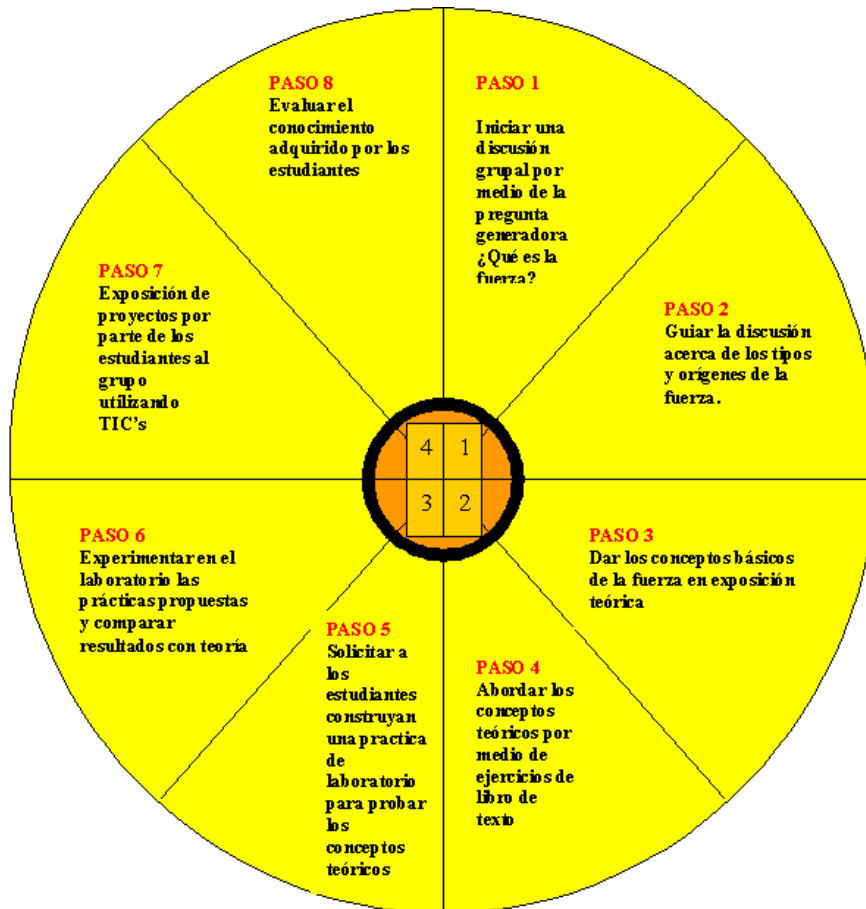 PASO 1
Iniciar una
discusión
grupal por
medio de la
pregunta
generadora
¿Qué es la
fuerza?
PASO 2
Guiar la discusión
acerca de los tipos
y orígenes de la
fuerza.
PASO 3
Dar los conceptos básicos
de la fuerza en exposición
teórica
PASO 4
Abordar los
conceptos
teóricos por
medio de
ejercicios de
libro de
texto
PASO 5
Solicitar a
los
estudiantes
construyan
una practica
de
laboratorio
para probar
los
conceptos
teóricos
PASO 6
Experimentar en el
laboratorio las
prácticas propuestas
y comparar
resultados con teoría
PASO 7
Exposición de
proyectos por
parte de los
estudiantes al
grupo
utilizando
TIC's
PASO 8
Evaluar el
conocimiento
adquirido por los
estudiantes
4 1
3 2